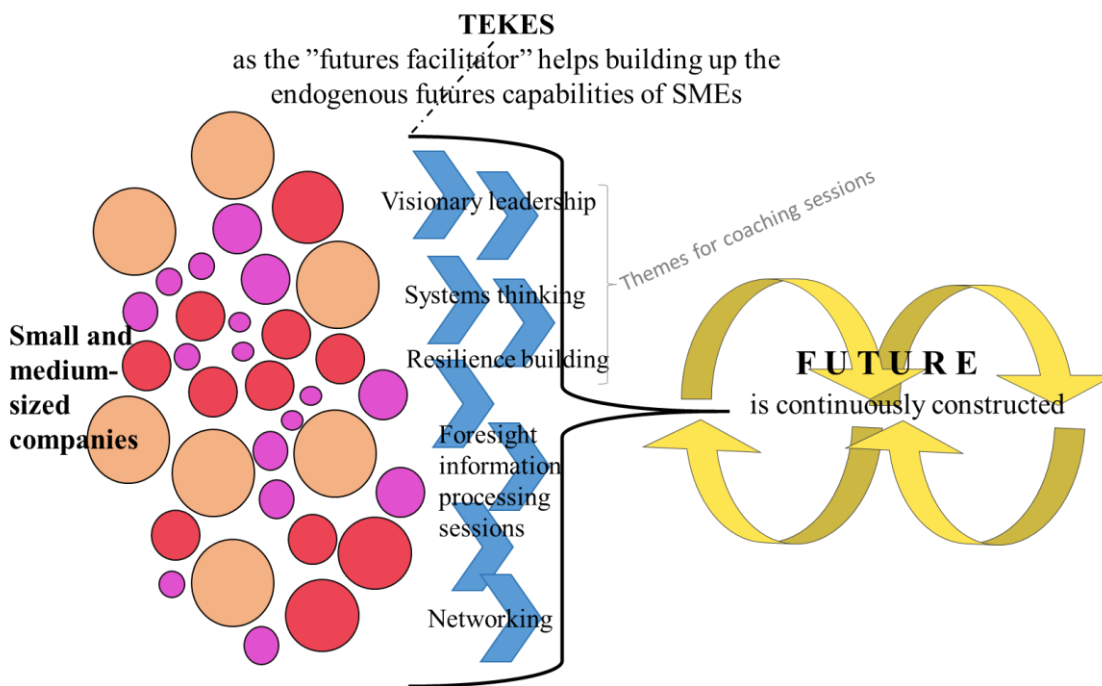 TEKES
as the ”futures facilitator” helps building up the
endogenous futures capabilities of SMEs
Small and
medium-
sized
companies
Visionary leadership
Systems thinking
Resilience building
Foresight
information
processing
sessions
Networking
Themes for coaching sessions
F U T U R E
is continuously constructed